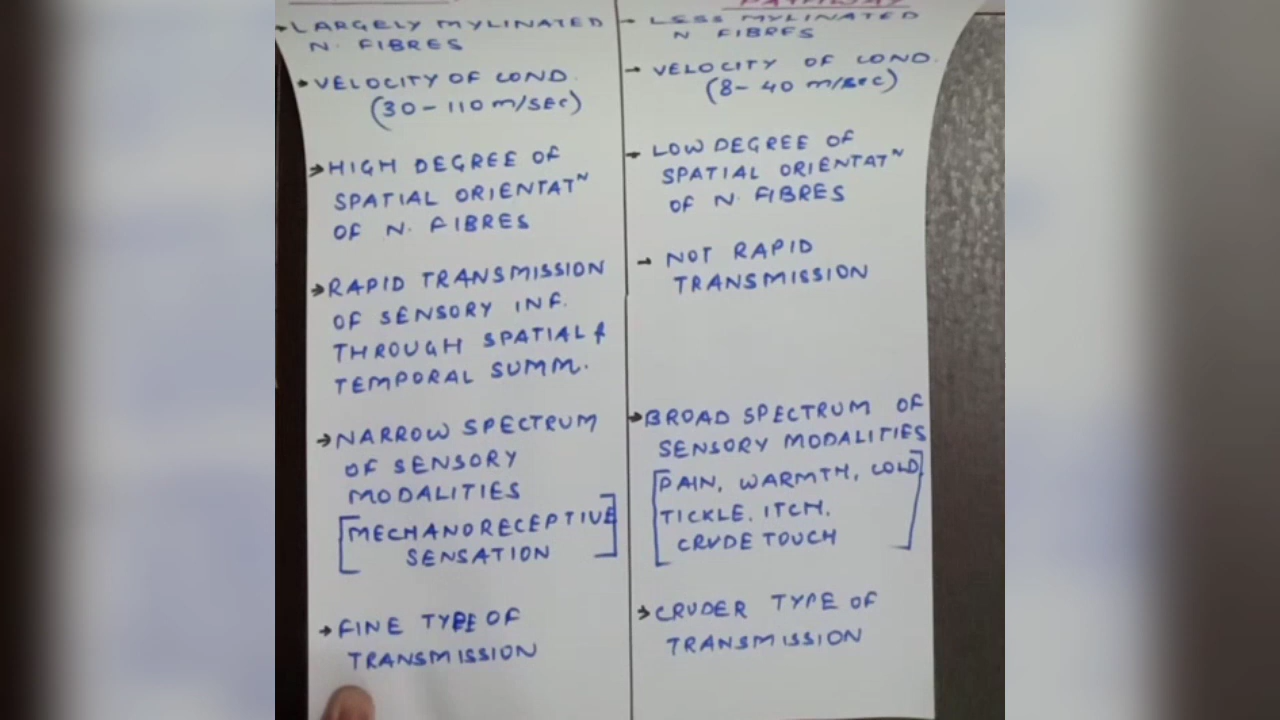 PATHWAY
→ LARGELY MYLINATED
N. FIBRES
• VELOCITY OF COND.
(30 - 110 m/SEC)
→ HIGH DEGREE OF
SPATIAL ORIENTATᴺ
OF N. FIBRES
→ RAPID TRANSMISSION
OF SENSORY INF.
THROUGH SPATIAL &
TEMPORAL SUMM.
→ NARROW SPECTRUM
OF SENSORY
MODALITIES
[MECHANORECEPTIVE
SENSATION]
→ FINE TYPE OF
TRANSMISSION
→ LESS MYLINATED
N FIBRES
→ VELOCITY OF COND.
(8 - 40 m/sec)
→ LOW DEGREE OF
SPATIAL ORIENTATᴺ
OF N. FIBRES
→ NOT RAPID
TRANSMISSION
→ BROAD SPECTRUM OF
SENSORY MODALITIES
[PAIN, WARMTH, COLD
TICKLE, ITCH,
CRUDE TOUCH]
→ CRUDER TYPE OF
TRANSMISSION